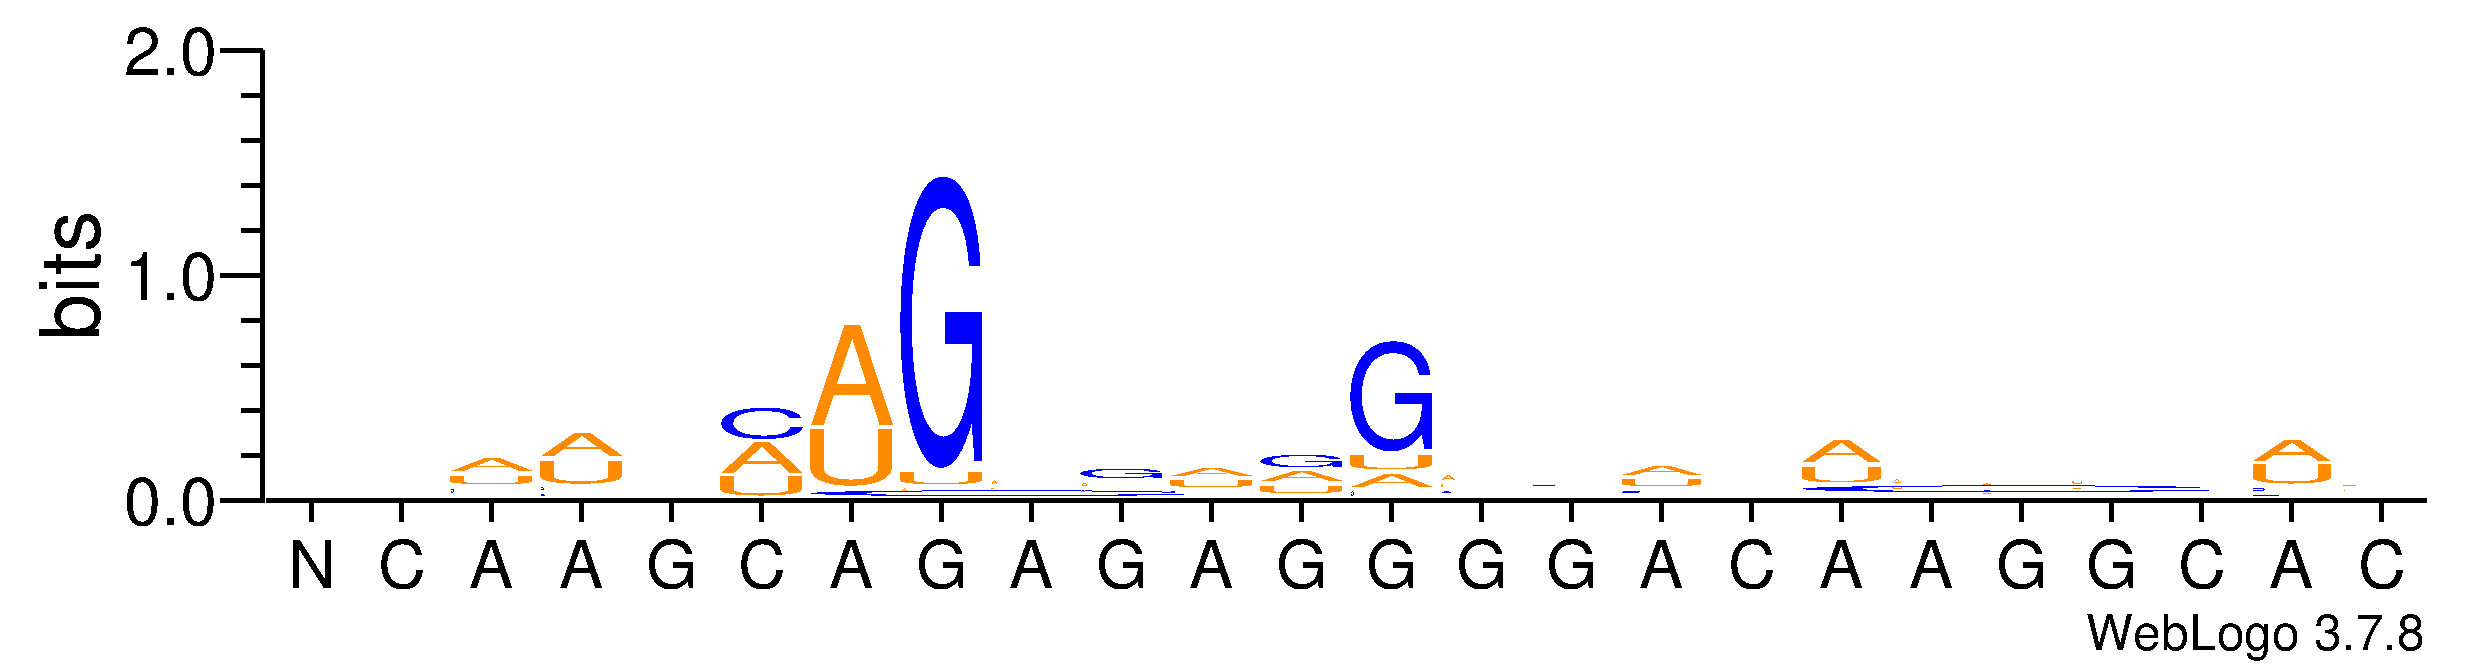 2.0
bits
1.0
0.0
C A G G
A A A U G A A G U A A A A
U U U U U A U U U
N C A A G C A G A G A G G G G A C A A G G C A C
WebLogo 3.7.8